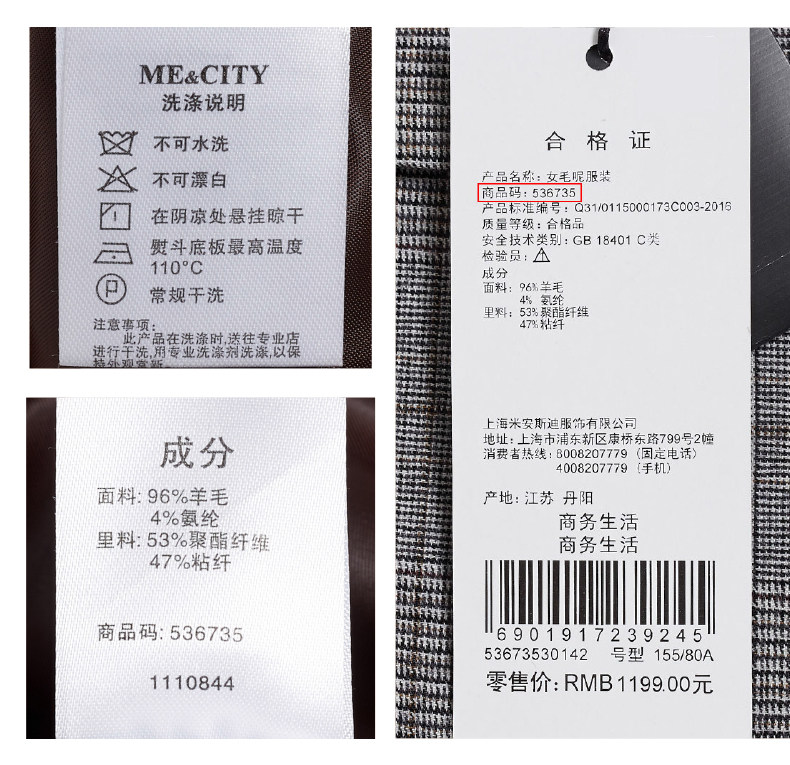 ME&CITY
洗涤说明
不可水洗
不可漂白
在阴凉处悬挂晾干
熨斗底板最高温度
110°C
P
常规干洗
注意事项:
此产品在洗涤时,送往专业店
进行干洗,用专业洗涤剂洗涤,以保
持外观常新。
成分
面料: 96%羊毛
4%氨纶
里料: 53%聚酯纤维
47%粘纤
商品码: 536735
1110844
合格证
产品名称: 女毛呢服装
商品码: 536735
产品标准编号: Q31/0115000173C003-2016
质量等级: 合格品
安全技术类别: GB 18401 C类
检验员:
成分
面料: 96%羊毛
4% 氨纶
里料: 53%聚酯纤维
47%粘纤
上海米安斯迪服饰有限公司
地址: 上海市浦东新区康桥东路799号2幢
消费者热线: 8008207779 (固定电话)
4008207779 (手机)
产地: 江苏 丹阳
商务生活
商务生活
6901917239245
53673530142 号型 155/80A
零售价: RMB 1199.00元